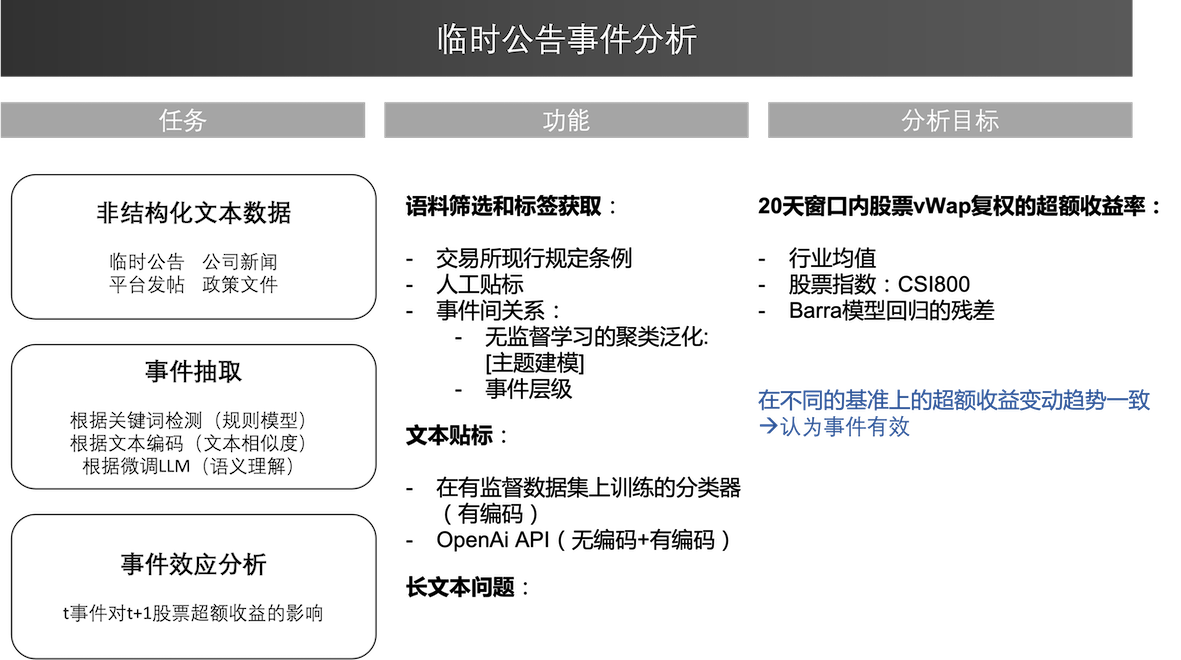 临时公告事件分析
任务
功能
分析目标
非结构化文本数据
临时公告 公司新闻
平台发帖 政策文件
事件抽取
根据关键词检测（规则模型）
根据文本编码（文本相似度）
根据微调LLM（语义理解）
事件效应分析
t事件对t+1股票超额收益的影响
语料筛选和标签获取：
- 交易所现行规定条例
- 人工贴标
- 事件间关系：
- 无监督学习的聚类泛化:
[主题建模]
- 事件层级
文本贴标：
- 在有监督数据集上训练的分类器
（有编码）
- OpenAi API（无编码+有编码）
长文本问题：
20天窗口内股票vWap复权的超额收益率：
- 行业均值
- 股票指数：CSI800
- Barra模型回归的残差
在不同的基准上的超额收益变动趋势一致
→认为事件有效